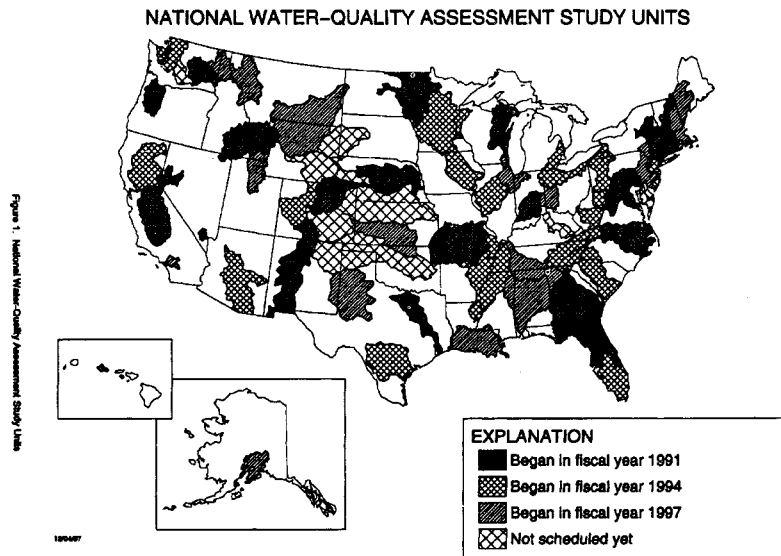 NATIONAL WATER-QUALITY ASSESSMENT STUDY UNITS
Figure 1. National Water-Quality Assessment Study Units
EXPLANATION
Began in fiscal year 1991
Began in fiscal year 1994
Began in fiscal year 1997
Not scheduled yet